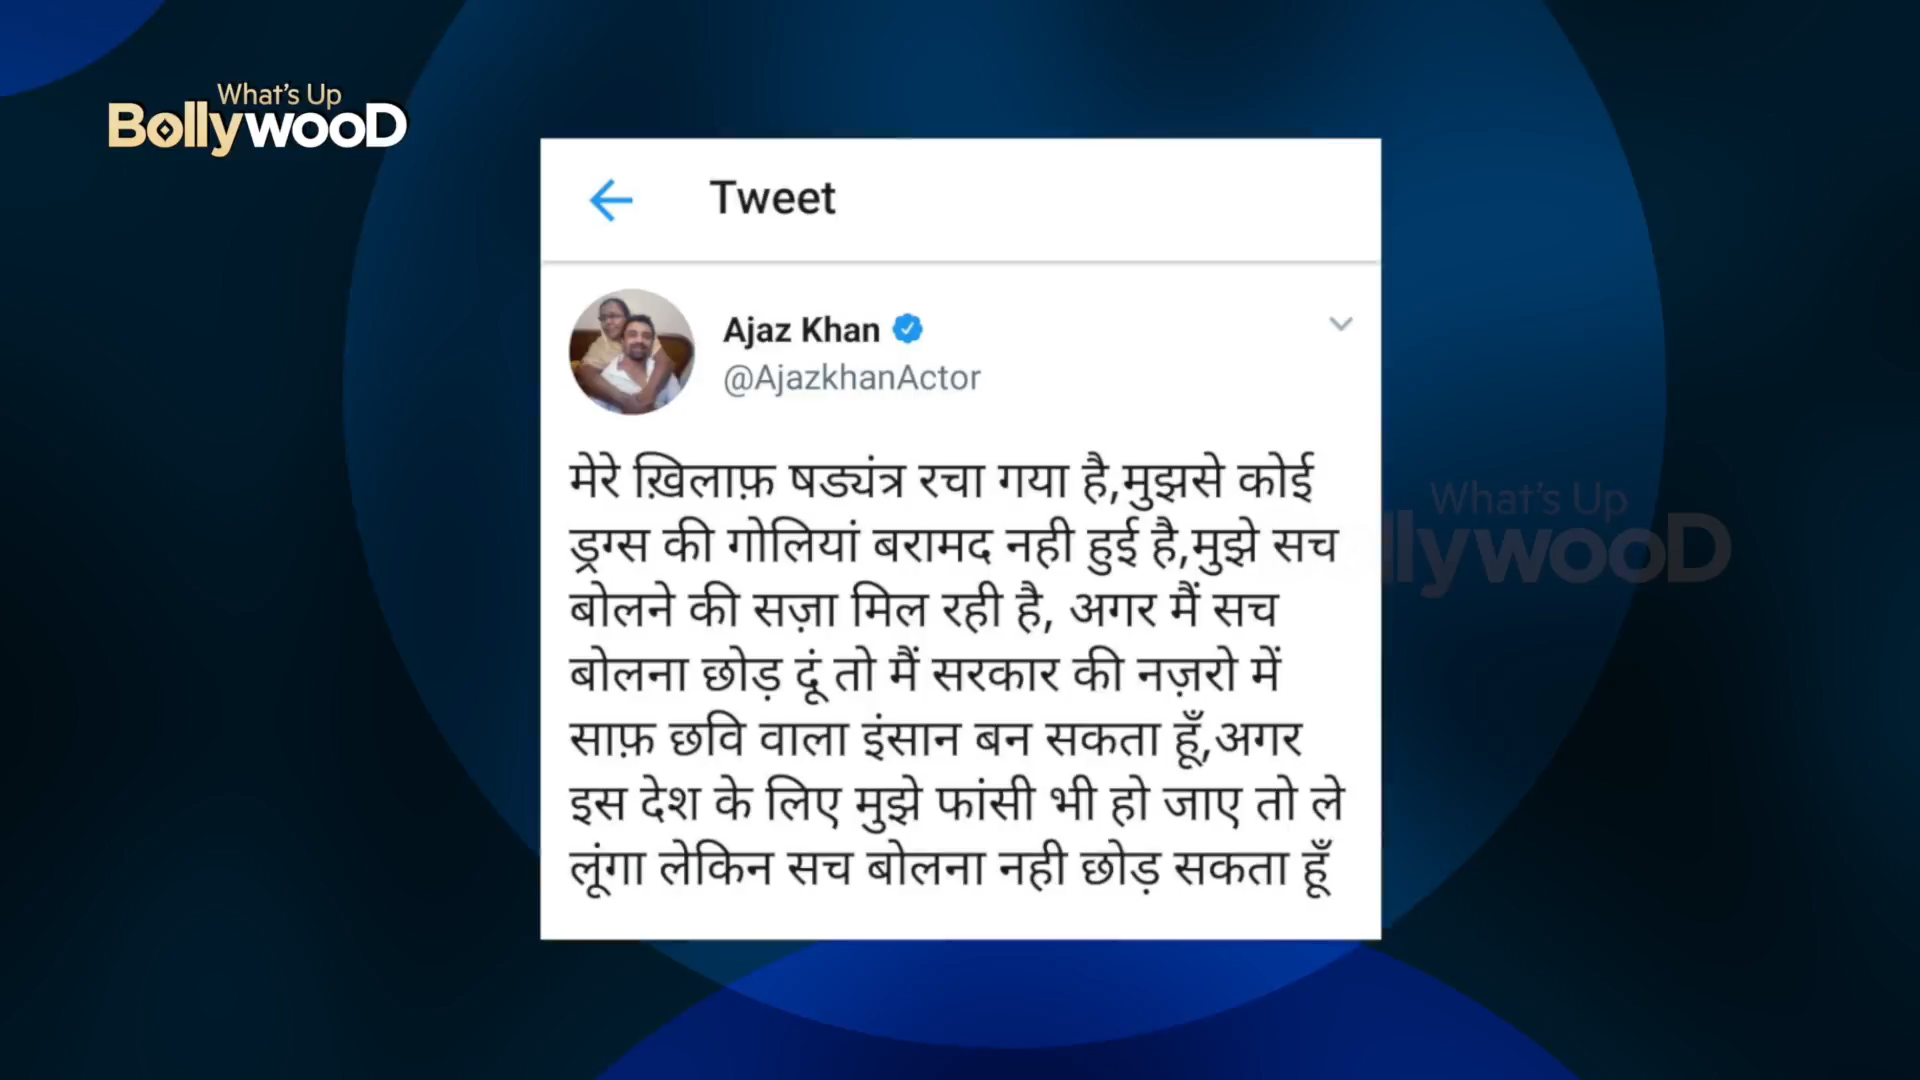 What's Up
BollywooD
Tweet
Ajaz Khan
@AjazkhanActor
मेरे ख़िलाफ़ षड्यंत्र रचा गया है,मुझसे कोई
ड्रग्स की गोलियां बरामद नही हुई है,मुझे सच
बोलने की सज़ा मिल रही है, अगर मैं सच
बोलना छोड़ दूं तो मैं सरकार की नज़रो में
साफ़ छवि वाला इंसान बन सकता हूँ,अगर
इस देश के लिए मुझे फांसी भी हो जाए तो ले
लूंगा लेकिन सच बोलना नही छोड़ सकता हूँ
What's Up
llywooD